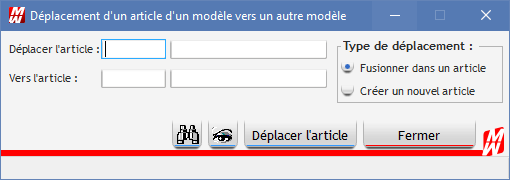 Déplacement d'un article d'un modèle vers un autre modèle
Déplacer l'article :
Vers l'article :
Type de déplacement :
Fusionner dans un article
Créer un nouvel article
Déplacer l'article
Fermer